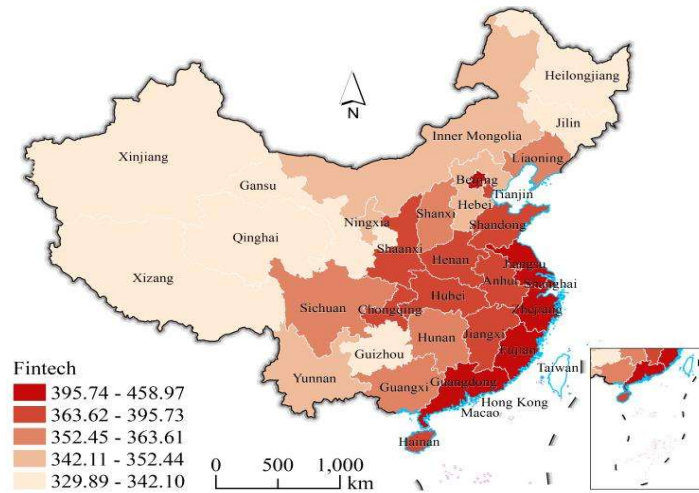 Heilongjiang
Jilin
Inner Mongolia
Liaoning
Xinjiang
Beijing
Gansu
Tianjin
Hebei
Ningxia
Shanxi
Shandong
Qinghai
Shaanxi
Henan
Jiangsu
Xizang
Anhui
Shanghai
Hubei
Sichuan
Chongqing
Zhejiang
Hunan
Jiangxi
Guizhou
Fujian
Taiwan
Yunnan
Guangxi
Guangdong
Hong Kong
Macao
Hainan
N
Fintech
395.74 - 458.97
363.62 - 395.73
352.45 - 363.61
342.11 - 352.44
329.89 - 342.10
0 500 1,000
km